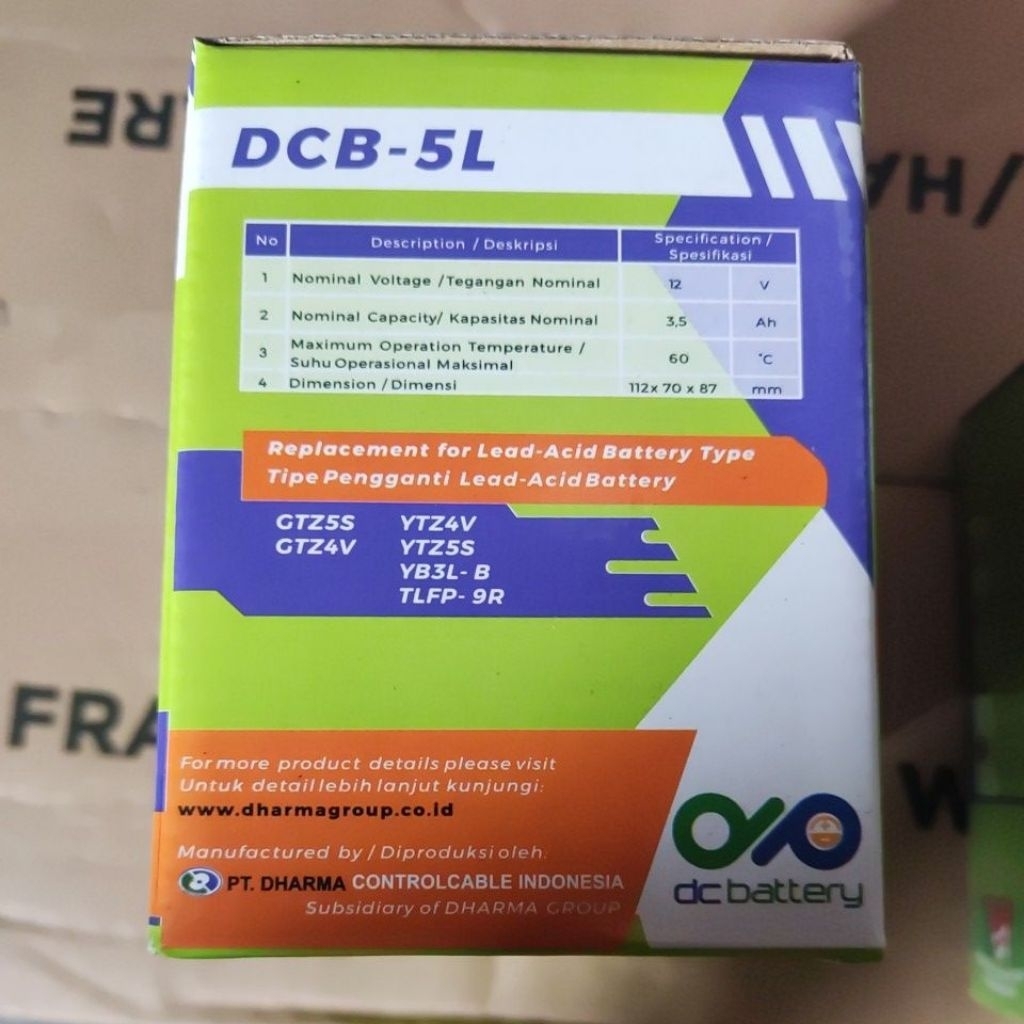 DCB-5L
No Description / Deskripsi Specification / Spesifikasi
1 Nominal Voltage /Tegangan Nominal 12 V
2 Nominal Capacity/ Kapasitas Nominal 3,5 Ah
3 Maximum Operation Temperature / Suhu Operasional Maksimal 60 °C
4 Dimension / Dimensi 112x 70 x 87 mm
Replacement for Lead-Acid Battery Type
Tipe Pengganti Lead-Acid Battery
GTZ5S YTZ4V
GTZ4V YTZ5S
YB3L- B
TLFP- 9R
For more product details please visit
Untuk detail lebih lanjut kunjungi:
www.dharmagroup.co.id
Manufactured by / Diproduksi oleh:
PT. DHARMA CONTROLCABLE INDONESIA
Subsidiary of DHARMA GROUP
dc battery